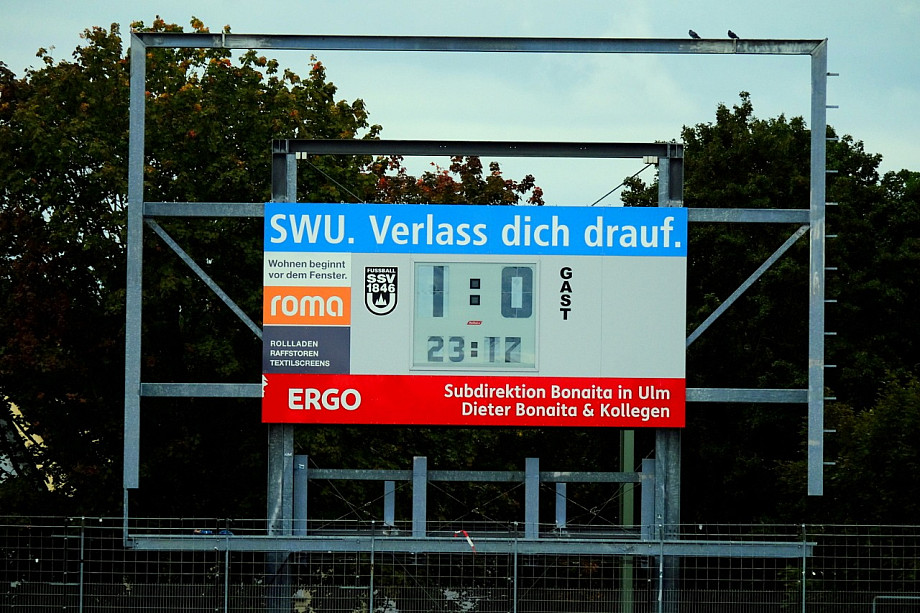 SWU. Verlass dich drauf.
Wohnen beginnt
vor dem Fenster.
roma
ROLLLADEN
RAFFSTOREN
TEXTILSCREENS
FUSSBALL
SSV
1846
1:0
23:17
GAST
ERGO
Subdirektion Bonaita in Ulm
Dieter Bonaita & Kollegen